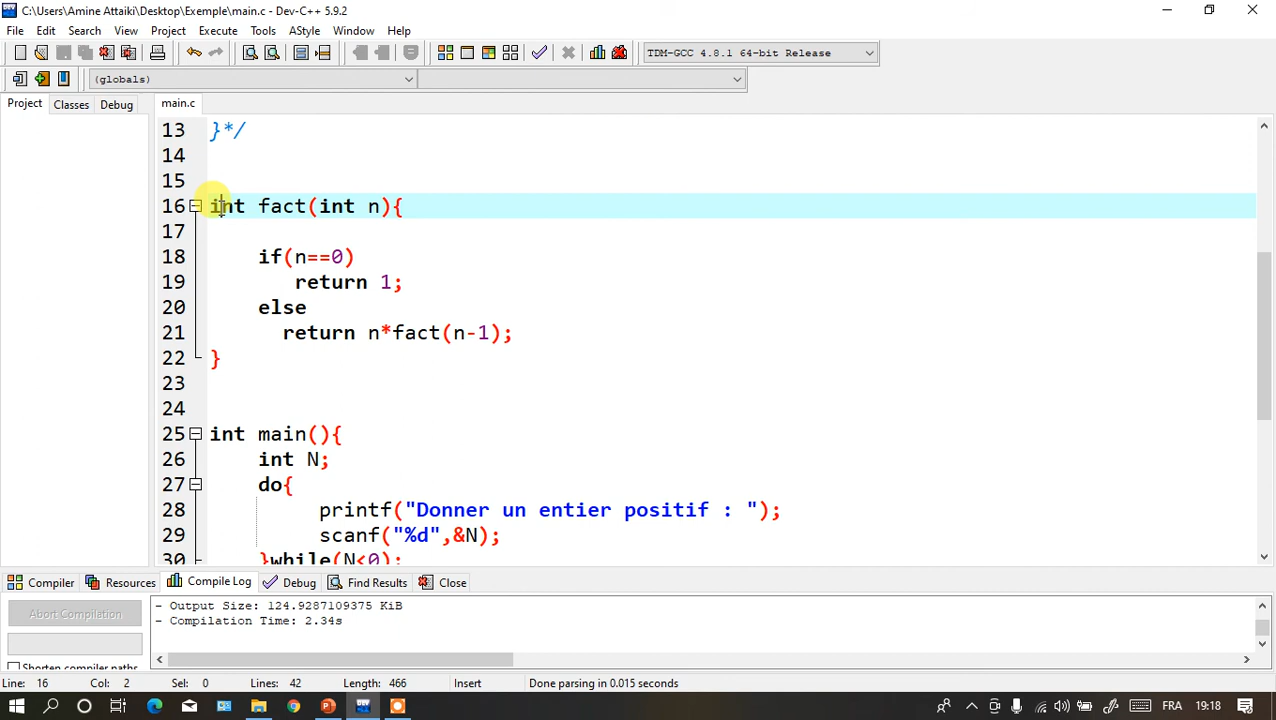 C:\Users\Amine Attaiki\Desktop\Exemple\main.c - Dev-C++ 5.9.2
File Edit Search View Project Execute Tools AStyle Window Help
TDM-GCC 4.8.1 64-bit Release
(globals)
Project Classes Debug main.c
13 }*/
14
15
16 int fact(int n){
17
18 if(n==0)
19 return 1;
20 else
21 return n*fact(n-1);
22 }
23
24
25 int main(){
26 int N;
27 do{
28 printf("Donner un entier positif : ");
29 scanf("%d",&N);
30 }while(N<0);
Compiler Resources Compile Log Debug Find Results Close
Abort Compilation
- Output Size: 124.9287109375 KiB
- Compilation Time: 2.34s
Shorten compiler paths
Line: 16 Col: 2 Sel: 0 Lines: 42 Length: 466 Insert Done parsing in 0.015 seconds
FRA 19:18